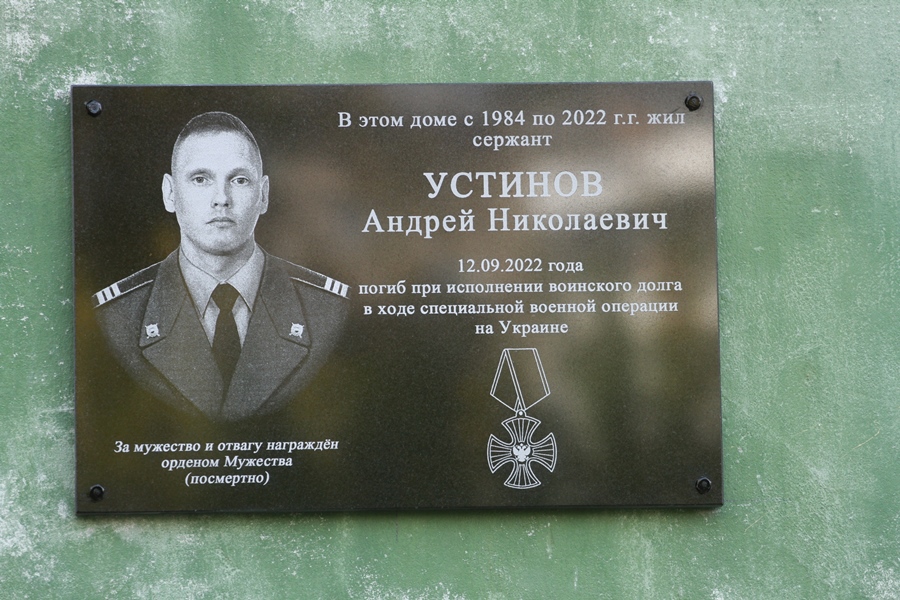 В этом доме с 1984 по 2022 г.г. жил
сержант
УСТИНОВ
Андрей Николаевич
12.09.2022 года
погиб при исполнении воинского долга
в ходе специальной военной операции
на Украине
За мужество и отвагу награждён
орденом Мужества
(посмертно)